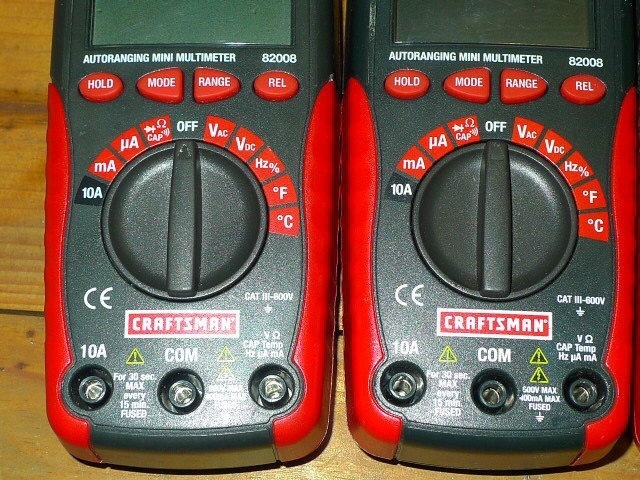 AUTORANGING MINI MULTIMETER 82008
HOLD MODE RANGE REL
OFF
VAC
VDC
Hz%
°F
°C
Ω
CAP
µA
mA
10A
CE
CAT III-600V
CRAFTSMAN
10A
COM
V Ω
CAP Temp
Hz µA mA
For 30 sec.
MAX
every
15 min.
FUSED
AUTORANGING MINI MULTIMETER 82008
HOLD MODE RANGE REL
OFF
VAC
VDC
Hz%
°F
°C
Ω
CAP
µA
mA
10A
CE
CAT III-600V
CRAFTSMAN
10A
COM
V Ω
CAP Temp
Hz µA mA
For 30 sec.
MAX
every
15 min.
FUSED
500V MAX
400mA MAX
FUSED